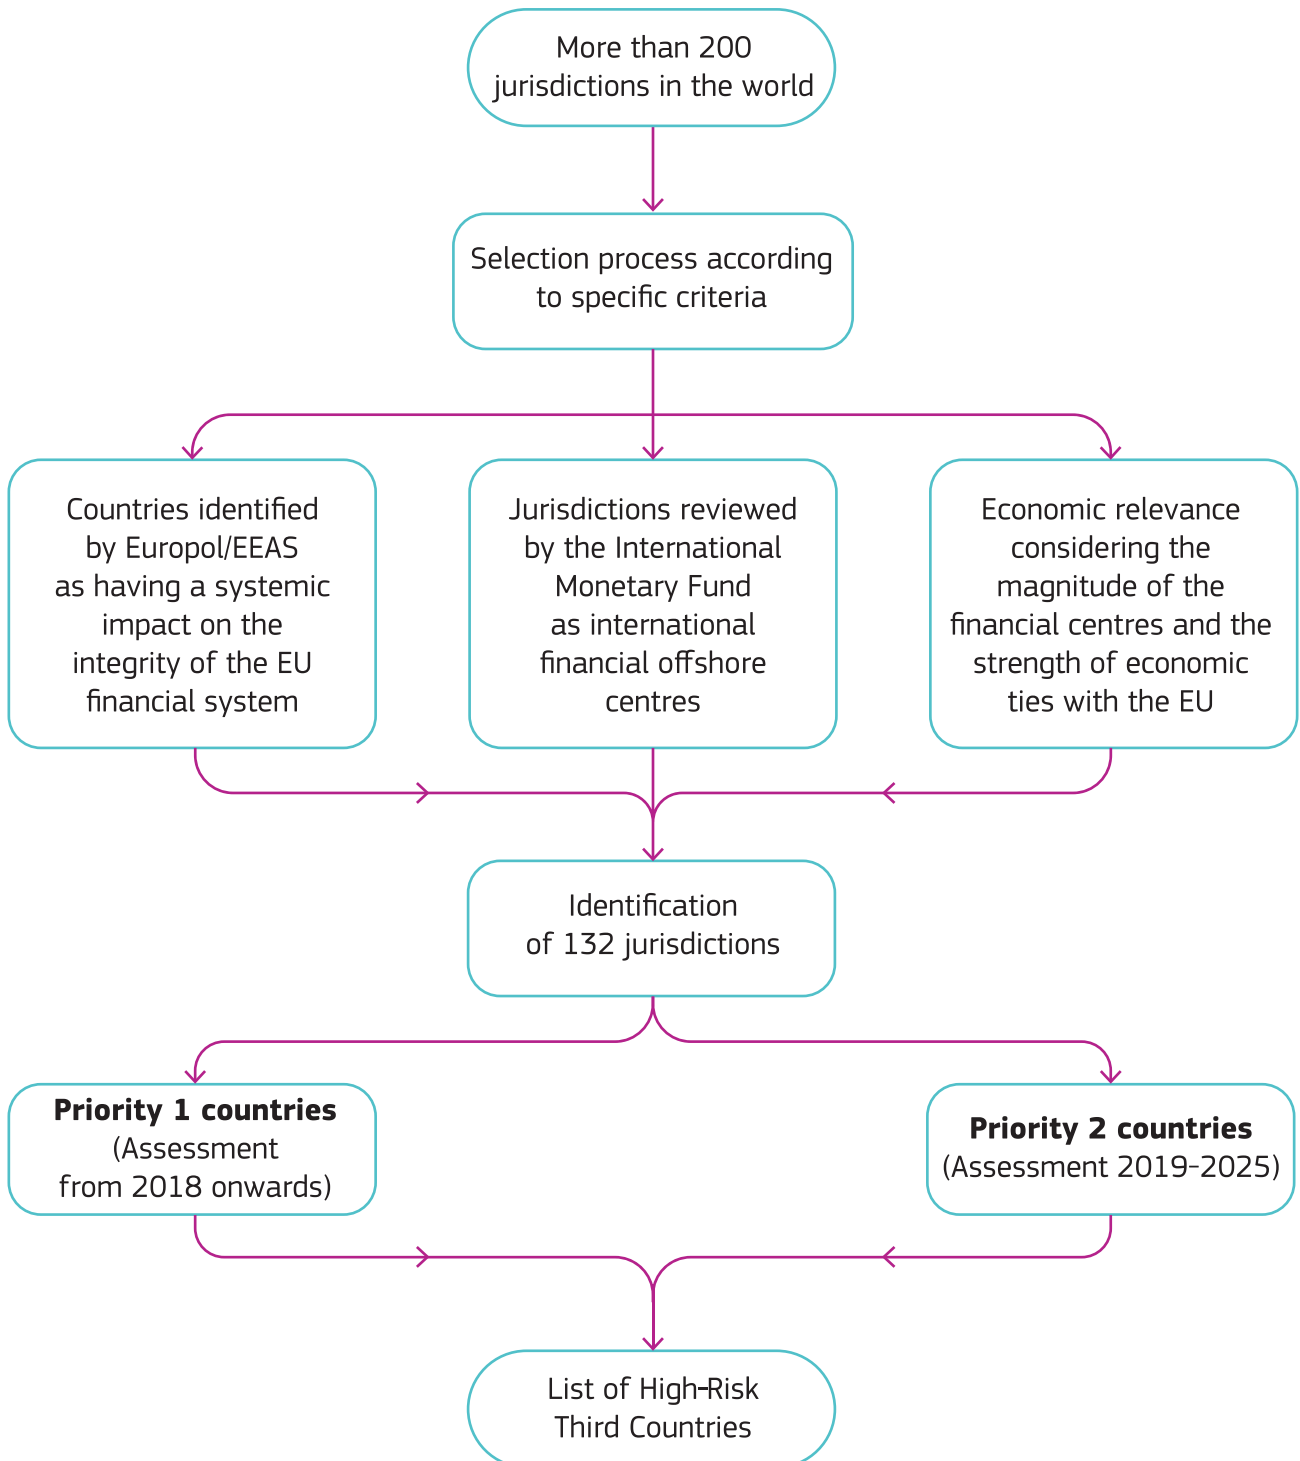 More than 200
jurisdictions in the world
Selection process according
to specific criteria
Countries identified
by Europol/EEAS
as having a systemic
impact on the
integrity of the EU
financial system
Jurisdictions reviewed
by the International
Monetary Fund
as international
financial offshore
centres
Economic relevance
considering the
magnitude of the
financial centres and the
strength of economic
ties with the EU
Identification
of 132 jurisdictions
Priority 1 countries
(Assessment
from 2018 onwards)
Priority 2 countries
(Assessment 2019-2025)
List of High-Risk
Third Countries